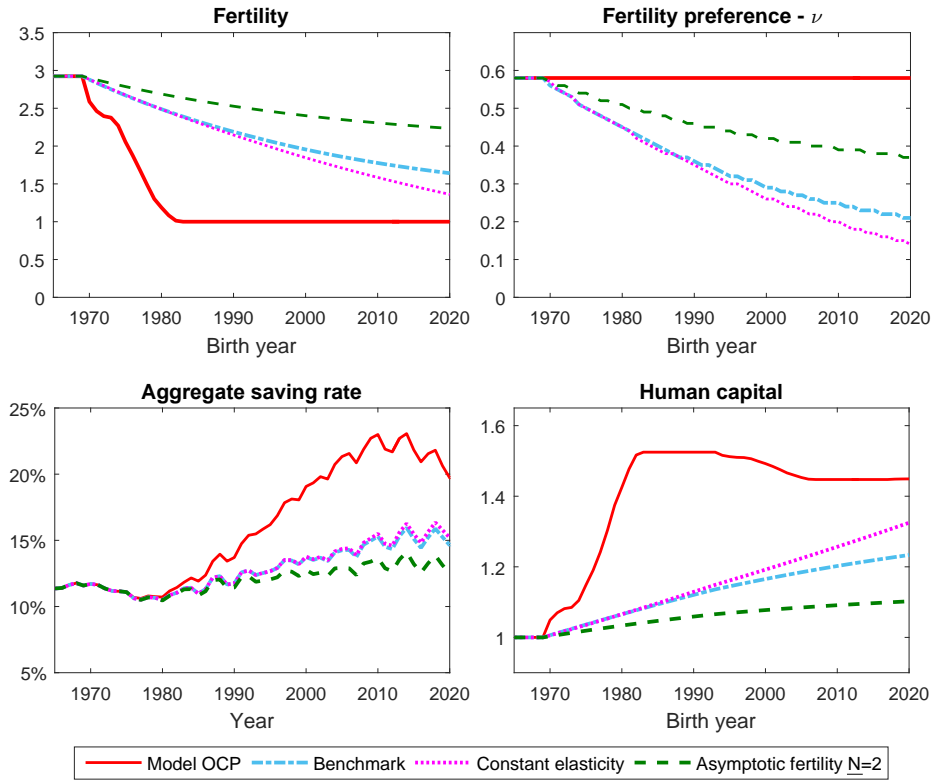 Fertility
3.5
3
2.5
2
1.5
1
0.5
0
1970 1980 1990 2000 2010 2020
Birth year
Fertility preference - ν
0.6
0.5
0.4
0.3
0.2
0.1
0
1970 1980 1990 2000 2010 2020
Birth year
Aggregate saving rate
25%
20%
15%
10%
5%
1970 1980 1990 2000 2010 2020
Year
Human capital
1.6
1.4
1.2
1
1970 1980 1990 2000 2010 2020
Birth year
Model OCP Benchmark Constant elasticity Asymptotic fertility N=2